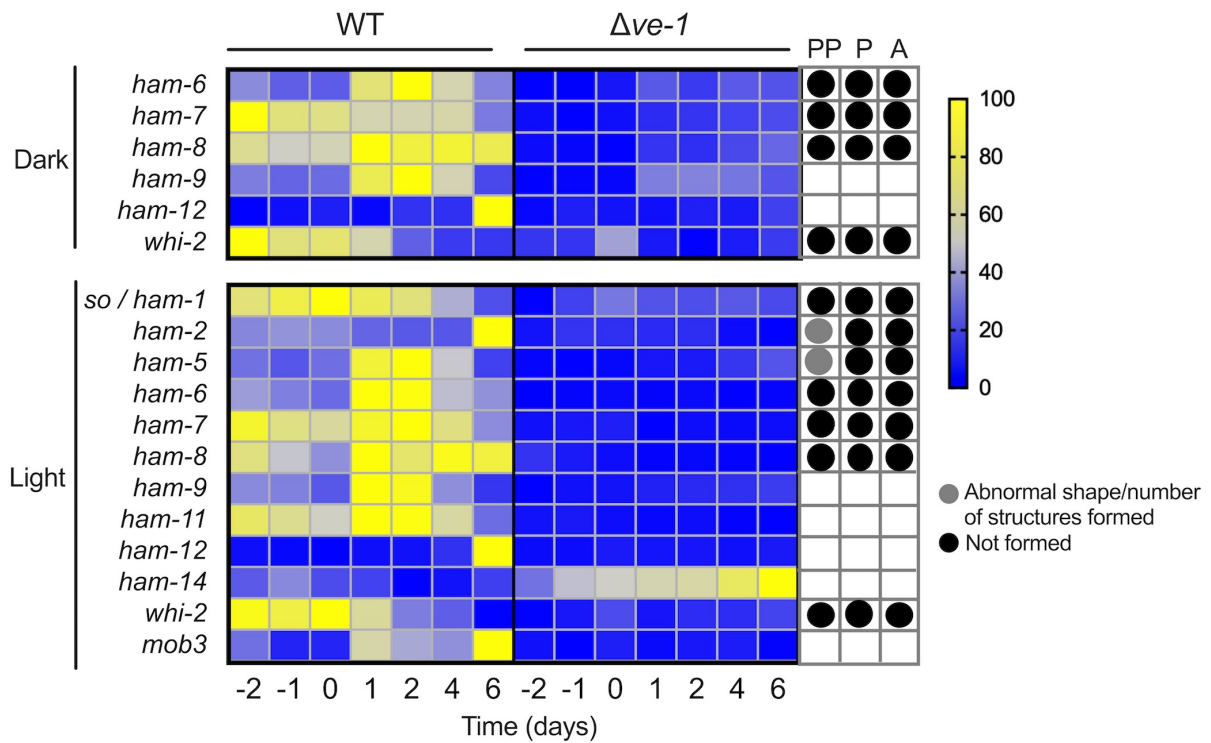 WT Δve-1
PP P A
Dark
ham-6
ham-7
ham-8
ham-9
ham-12
whi-2
100
80
60
40
20
0
Light
so / ham-1
ham-2
ham-5
ham-6
ham-7
ham-8
ham-9
ham-11
ham-12
ham-14
whi-2
mob3
Abnormal shape/number
of structures formed
Not formed
-2 -1 0 1 2 4 6 -2 -1 0 1 2 4 6
Time (days)